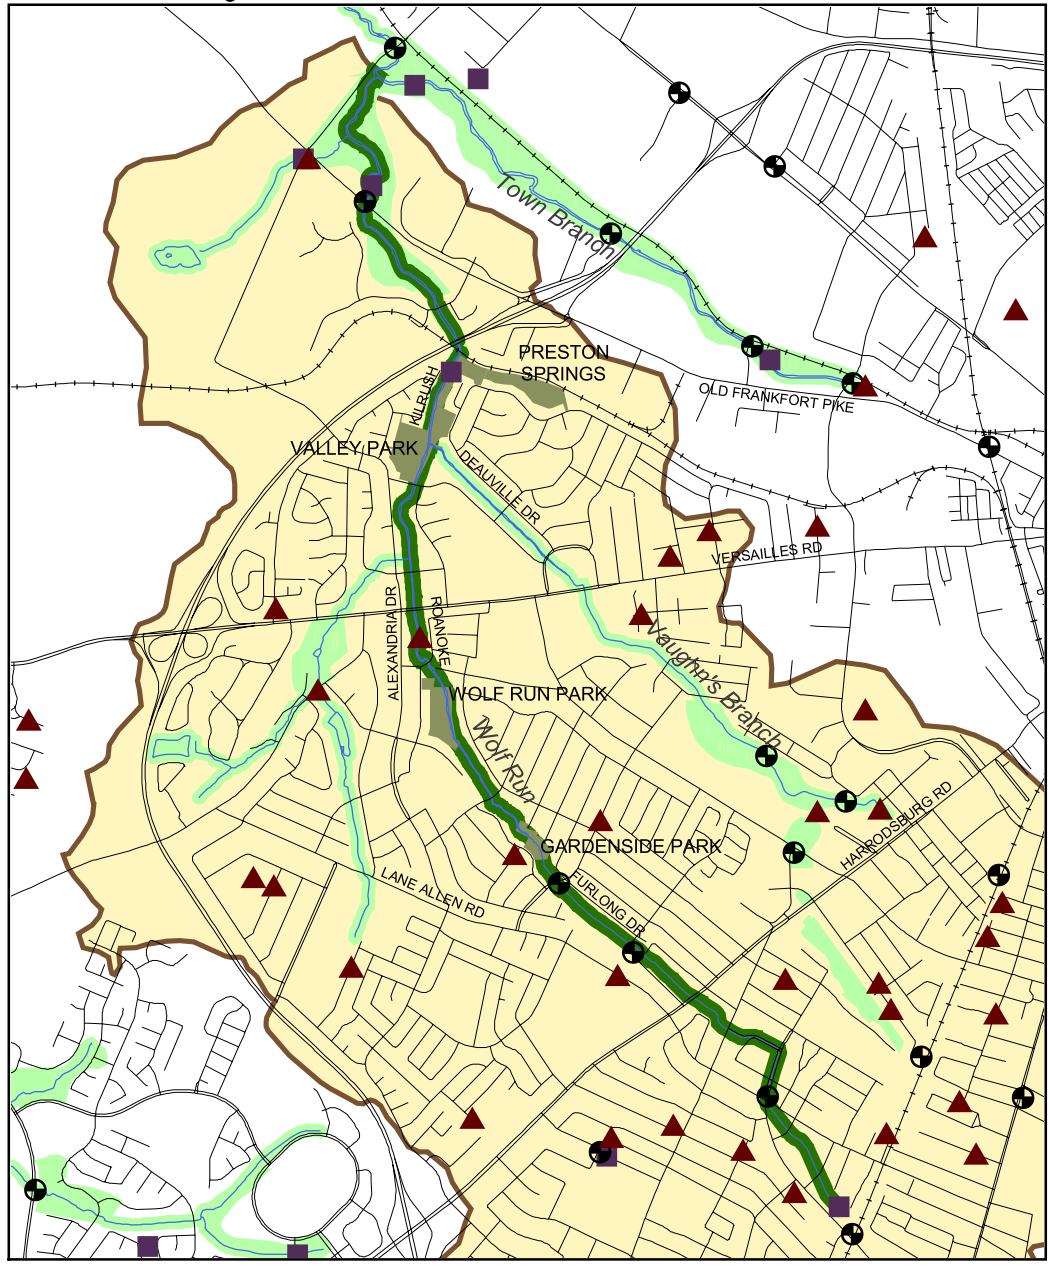 Town Branch
PRESTON
SPRINGS
KILRUSH
OLD FRANKFORT PIKE
VALLEY PARK
DEAUVILLE DR
VERSAILLES RD
ALEXANDRIA DR
ROANOKE
Vaughn's Branch
WOLF RUN PARK
Wolf Run
HARRODSBURG RD
GARDENSIDE PARK
LANE ALLEN RD
FURLONG DR